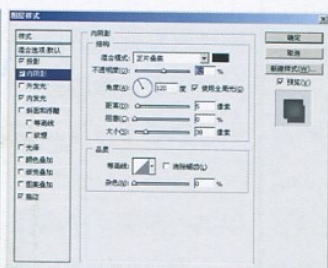 图层样式
样式
混合选项:默认
投影
内阴影
外发光
内发光
斜面和浮雕
等高线
纹理
光泽
颜色叠加
渐变叠加
图案叠加
描边
内阴影
结构
混合模式: 正片叠底
不透明度(O): %
角度(A): 120 度 使用全局光(G)
距离(D): 5 像素
阻塞(C): 0 %
大小(S): 38 像素
品质
等高线: 消除锯齿(L)
杂色(N): 0 %
确定
取消
新建样式(W)...
预览(V)